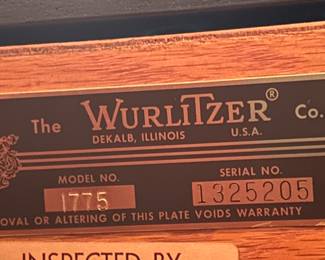 The WURLITZER® Co.
DEKALB, ILLINOIS U.S.A.
MODEL NO. SERIAL NO.
1775 1325205
OVAL OR ALTERING OF THIS PLATE VOIDS WARRANTY
INSPECTED BY